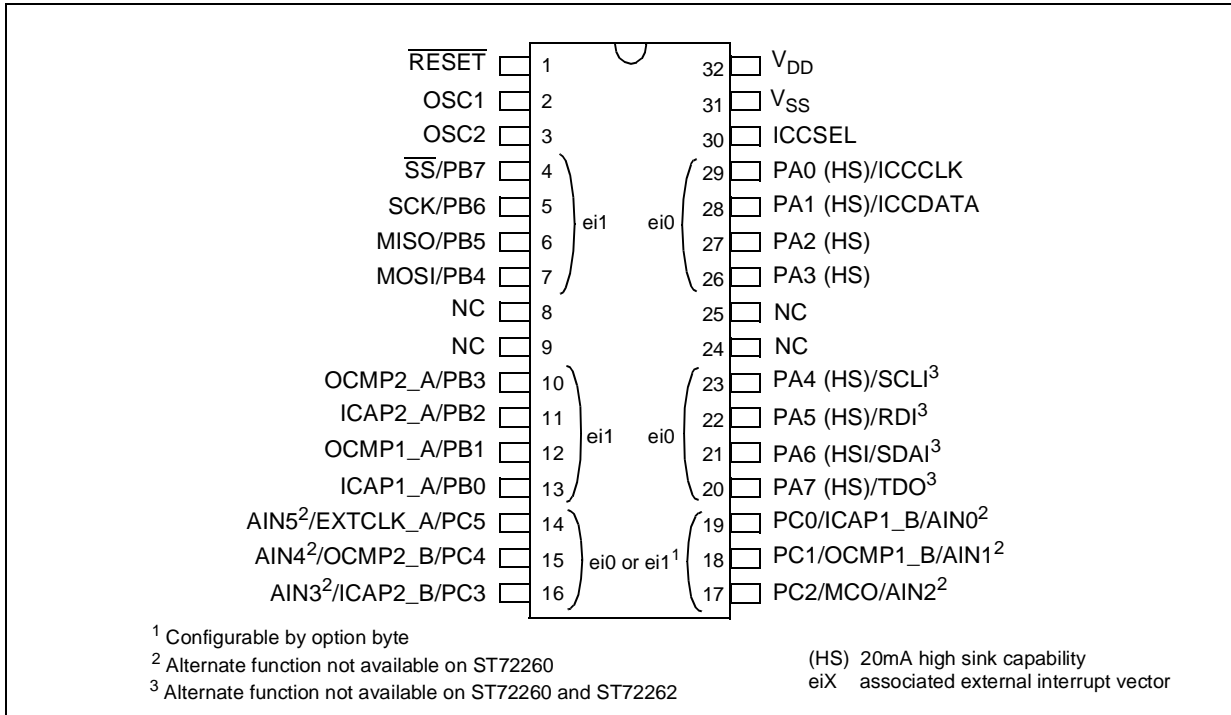 RESET 1
OSC1 2
OSC2 3
SS/PB7 4
SCK/PB6 5
MISO/PB5 6
MOSI/PB4 7
ei1
NC 8
NC 9
OCMP2_A/PB3 10
ICAP2_A/PB2 11
OCMP1_A/PB1 12
ICAP1_A/PB0 13
ei1
AIN5²/EXTCLK_A/PC5 14
AIN4²/OCMP2_B/PC4 15
AIN3²/ICAP2_B/PC3 16
ei0 or ei1¹
32 VDD
31 VSS
30 ICCSEL
29 PA0 (HS)/ICCCLK
28 PA1 (HS)/ICCDATA
27 PA2 (HS)
26 PA3 (HS)
ei0
25 NC
24 NC
23 PA4 (HS)/SCLI³
22 PA5 (HS)/RDI³
21 PA6 (HSI/SDAI³
20 PA7 (HS)/TDO³
ei0
19 PC0/ICAP1_B/AIN0²
18 PC1/OCMP1_B/AIN1²
17 PC2/MCO/AIN2²
¹ Configurable by option byte
² Alternate function not available on ST72260
³ Alternate function not available on ST72260 and ST72262
(HS) 20mA high sink capability
eiX associated external interrupt vector